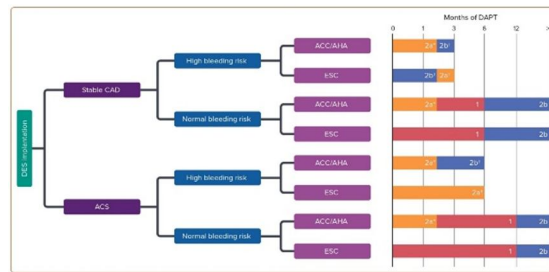 Months of DAPT
0 1 3 6 12
DES implantation
Stable CAD
High bleeding risk
ACC/AHA
2a
2b
ESC
2b
2a
Normal bleeding risk
ACC/AHA
2a
1
2b
ESC
1
2b
ACS
High bleeding risk
ACC/AHA
2a
2b
ESC
2a
Normal bleeding risk
ACC/AHA
2a
1
2b
ESC
1
2b